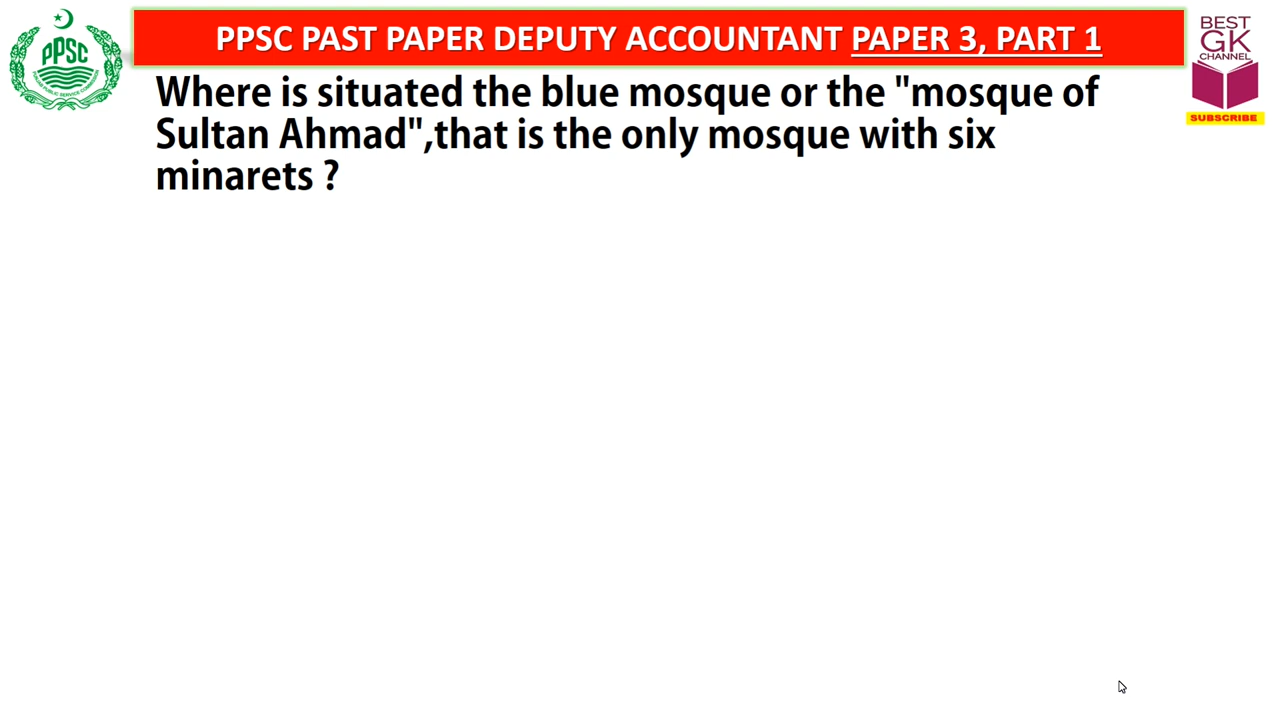 PPSC PAST PAPER DEPUTY ACCOUNTANT PAPER 3, PART 1
PPSC
BEST
GK
CHANNEL
SUBSCRIBE
Where is situated the blue mosque or the "mosque of
Sultan Ahmad",that is the only mosque with six
minarets ?